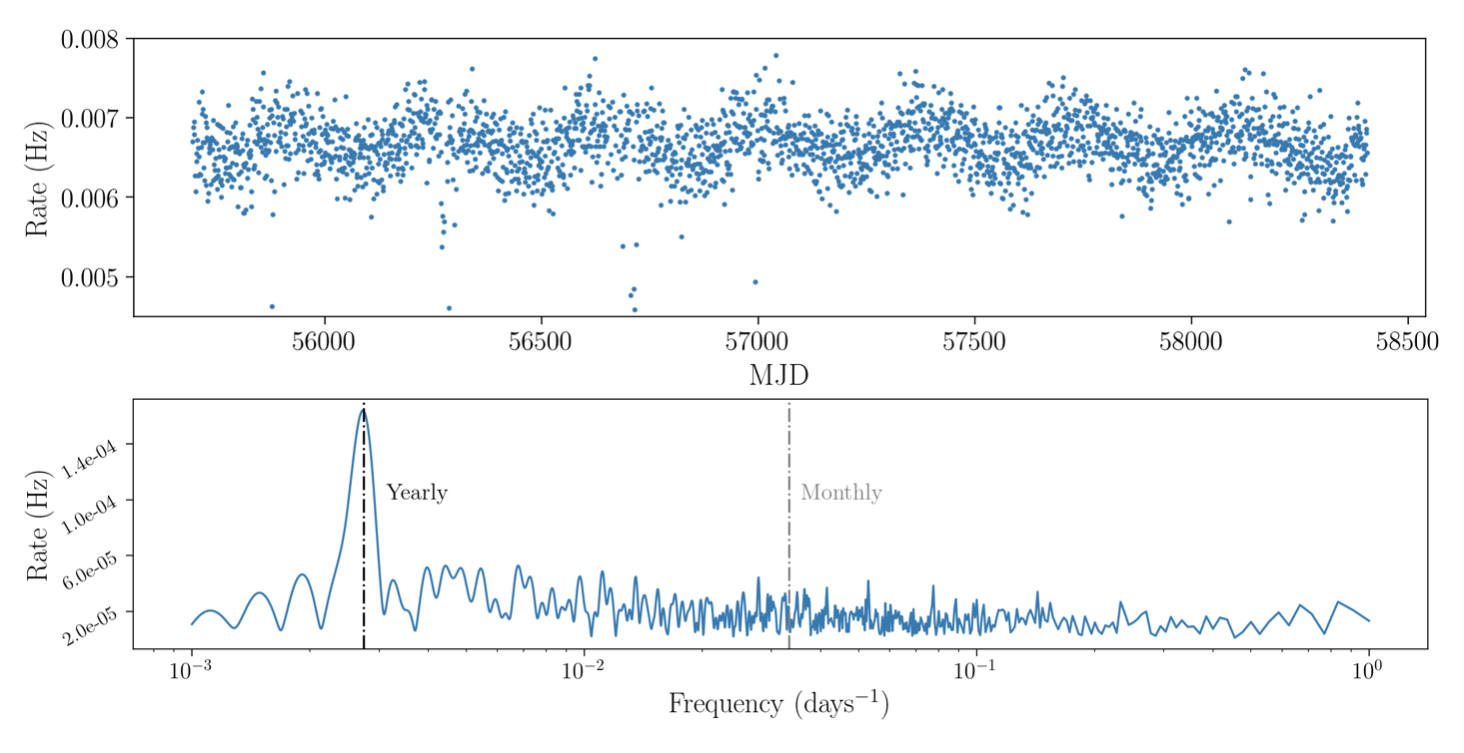 0.008
0.007
0.006
0.005
Rate (Hz)
56000 56500 57000 57500 58000 58500
MJD
1.4e-04
1.0e-04
6.0e-05
2.0e-05
Rate (Hz)
Yearly
Monthly
10⁻³ 10⁻² 10⁻¹ 10⁰
Frequency (days⁻¹)